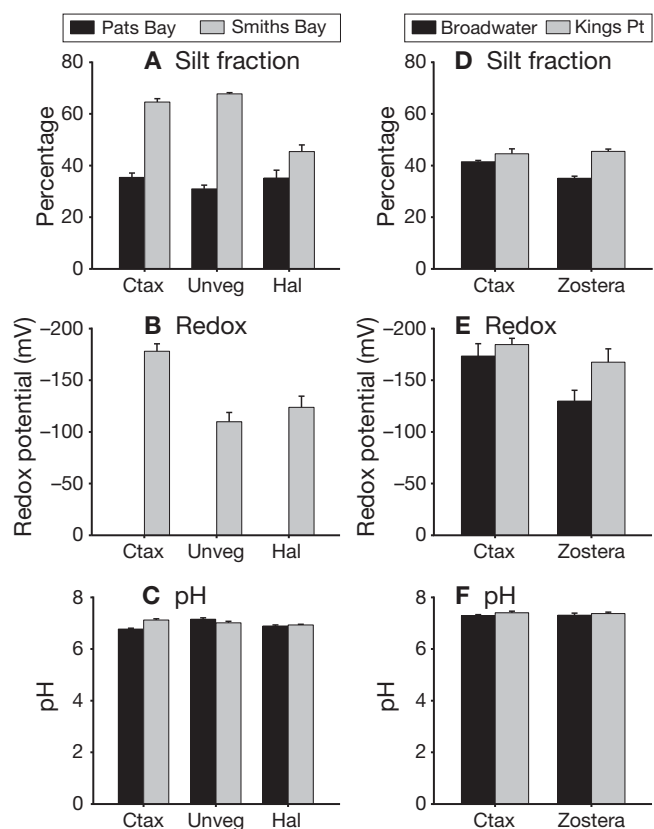 Pats Bay Smiths Bay
Broadwater Kings Pt
A Silt fraction
Percentage
80
60
40
20
0
Ctax Unveg Hal
D Silt fraction
Percentage
80
60
40
20
0
Ctax Zostera
B Redox
Redox potential (mV)
–200
–150
–100
–50
0
Ctax Unveg Hal
E Redox
Redox potential (mV)
–200
–150
–100
–50
0
Ctax Zostera
C pH
pH
8
6
4
2
0
Ctax Unveg Hal
F pH
pH
8
6
4
2
0
Ctax Zostera